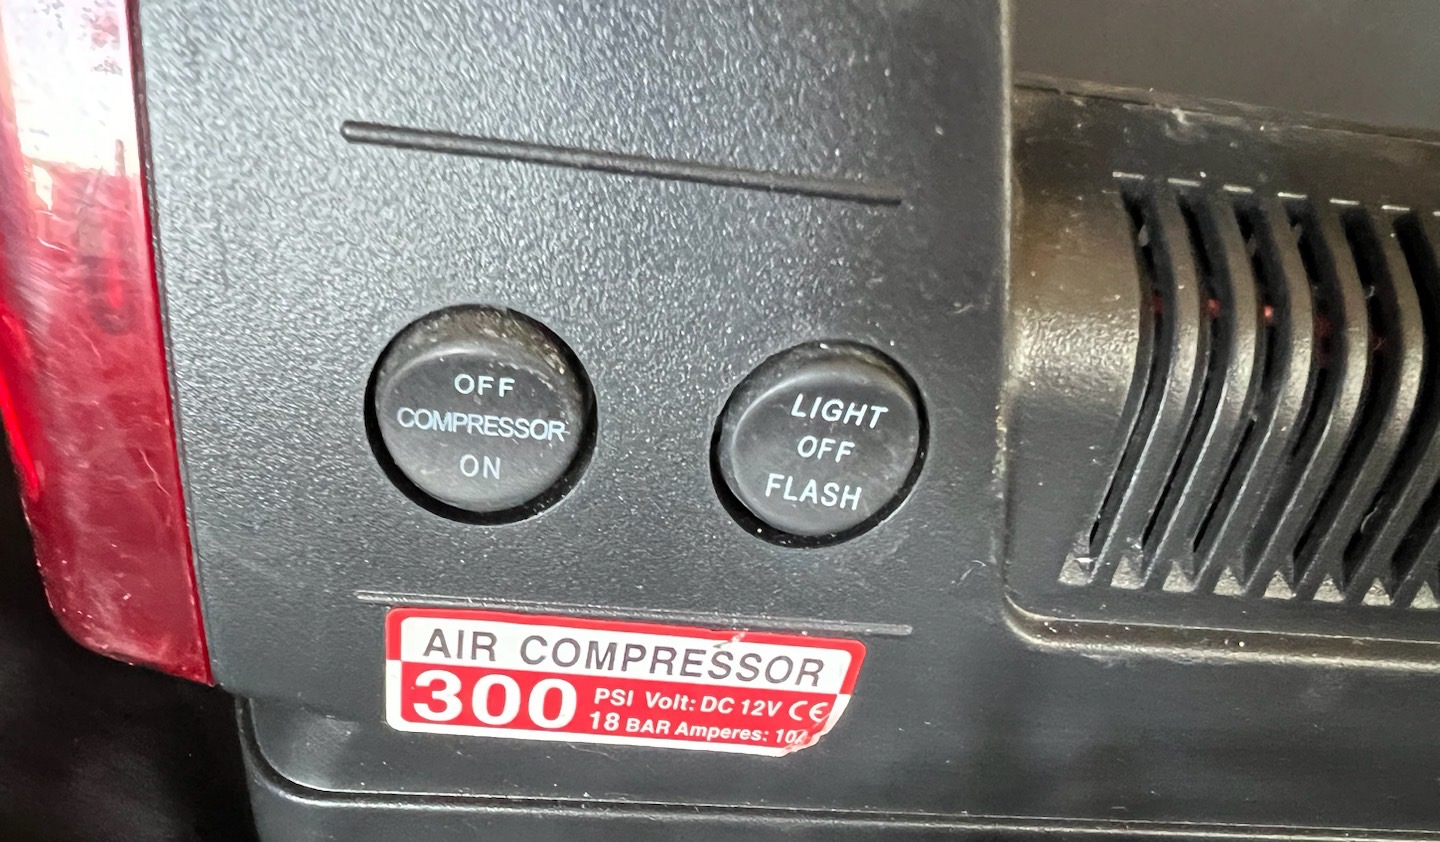 OFF
COMPRESSOR
ON
LIGHT
OFF
FLASH
AIR COMPRESSOR
300 PSI Volt: DC 12V CE
18 BAR Amperes: